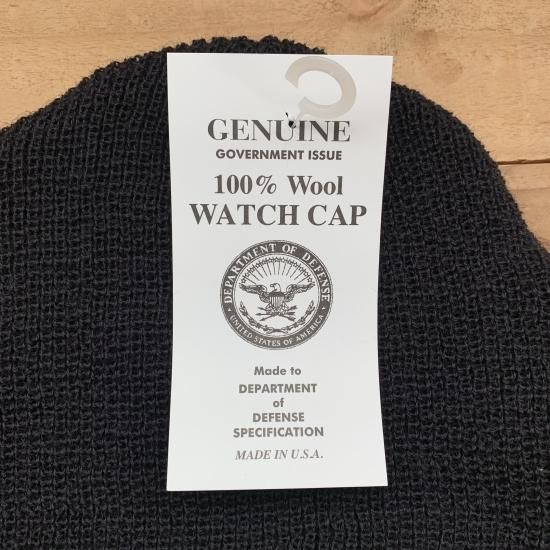 GENUINE
GOVERNMENT ISSUE
100% Wool
WATCH CAP
DEPARTMENT OF DEFENSE
UNITED STATES OF AMERICA
Made to
DEPARTMENT
of
DEFENSE
SPECIFICATION
MADE IN U.S.A.